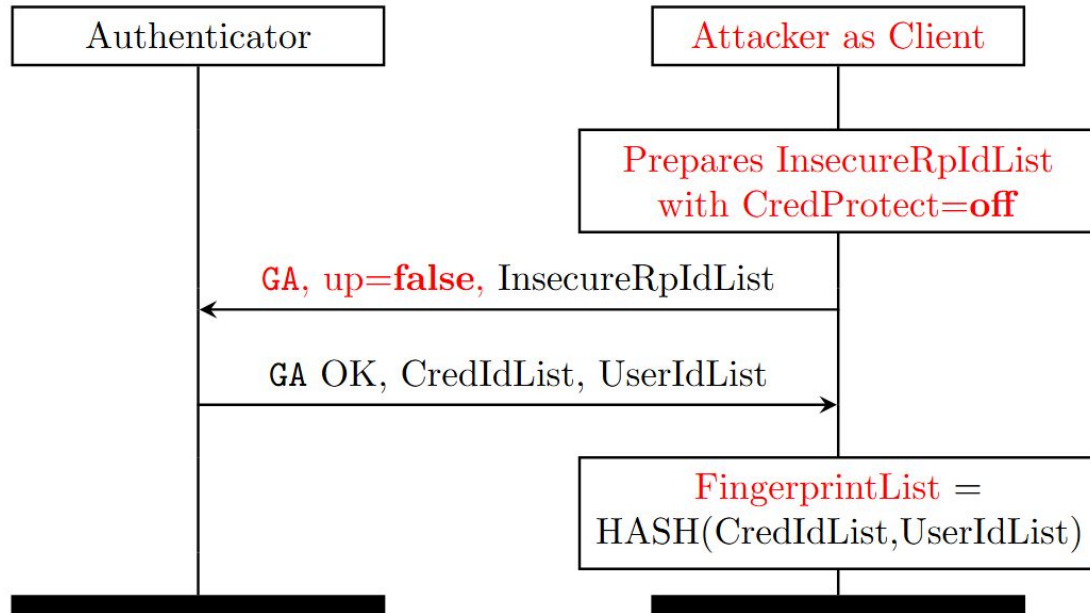 Authenticator
Attacker as Client
Prepares InsecureRpIdList
with CredProtect=off
GA, up=false, InsecureRpIdList
GA OK, CredIdList, UserIdList
FingerprintList =
HASH(CredIdList,UserIdList)